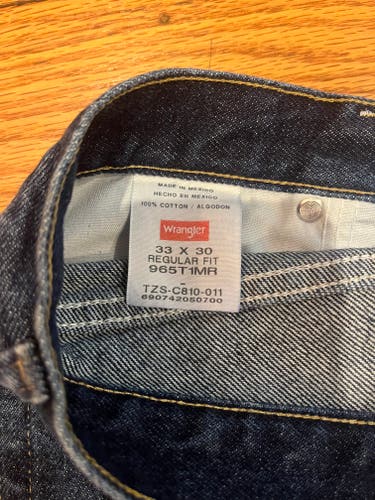 MADE IN MEXICO
HECHO EN MEXICO
100% COTTON / ALGODON
Wrangler
33 X 30
REGULAR FIT
965T1MR
-
TZS-C810-011
690742050700